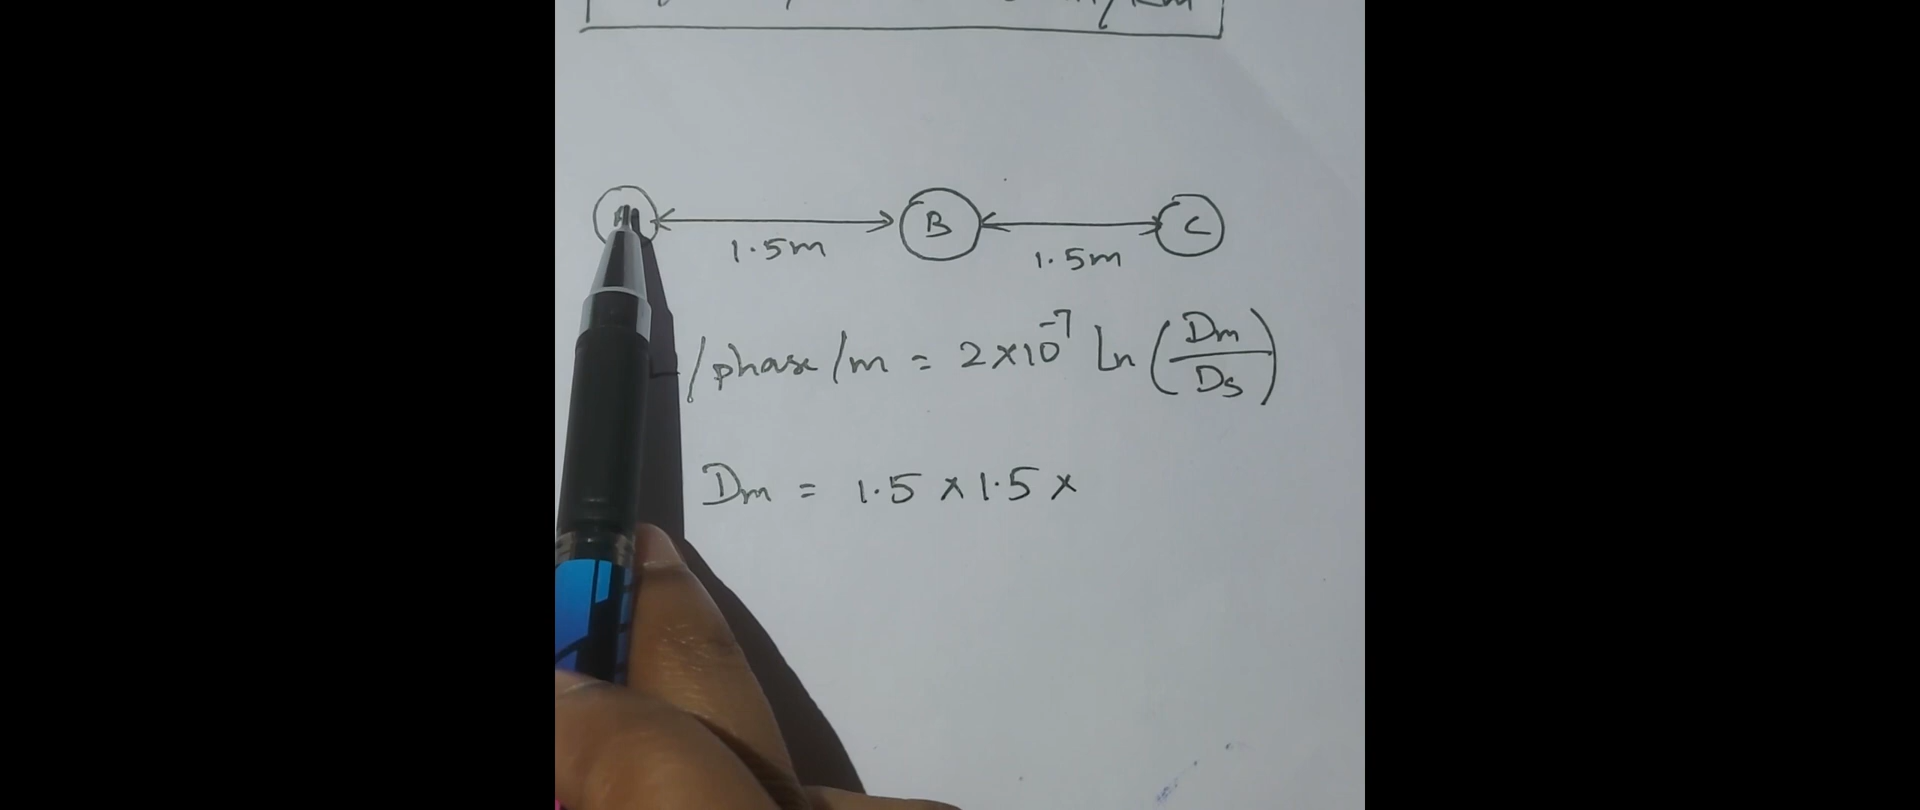 A B C
1.5m 1.5m
/phase/m = 2×10⁻⁷ Ln (Dm/Ds)
Dm = 1.5 × 1.5 ×